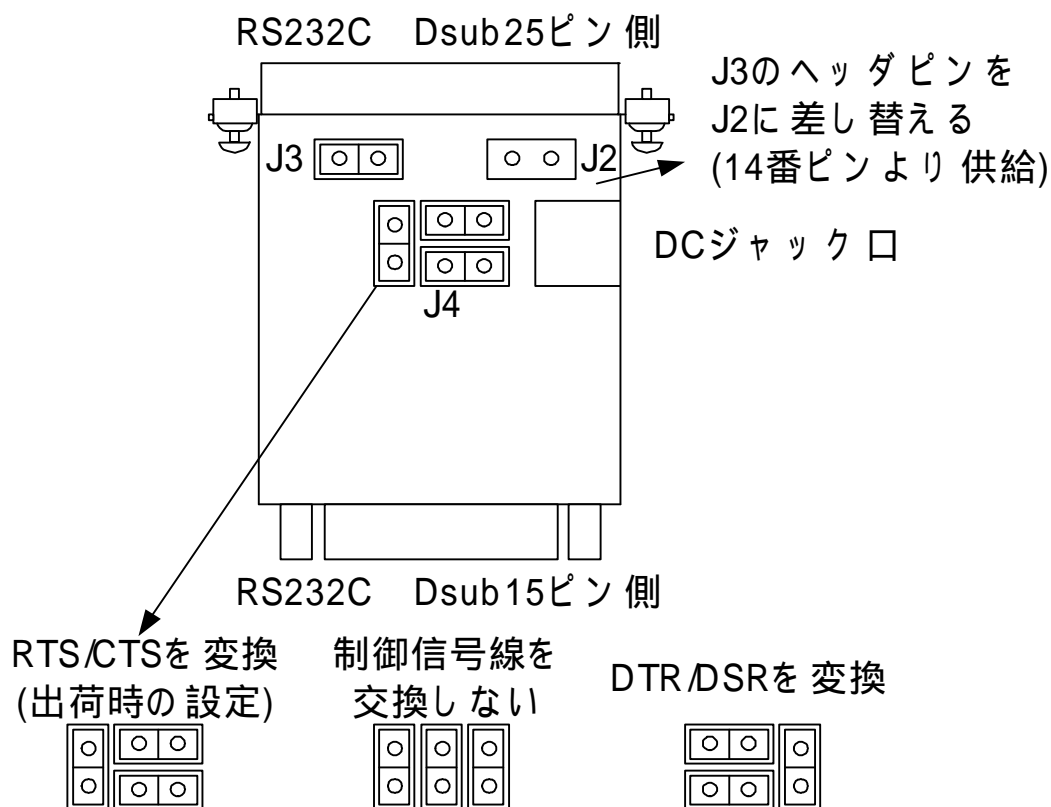 RS232C Dsub25ピン側
J3のヘッダピンを
J2に差し替える
(14番ピンより供給)
J3
J2
DCジャック口
J4
RS232C Dsub15ピン側
RTS/CTSを変換
(出荷時の設定)
制御信号線を
交換しない
DTR/DSRを変換